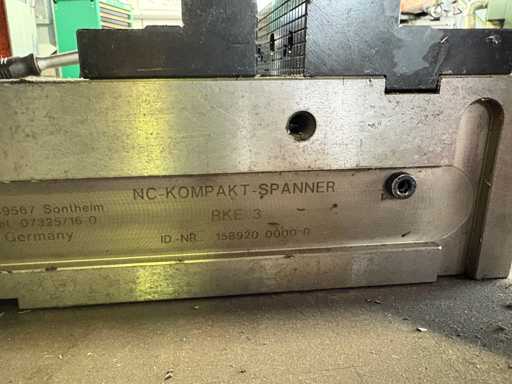 NC-KOMPAKT-SPANNER
9567 Sontheim
RKE 3
el. 07325/16-0
Germany
ID.-NR. 158920 0000-0